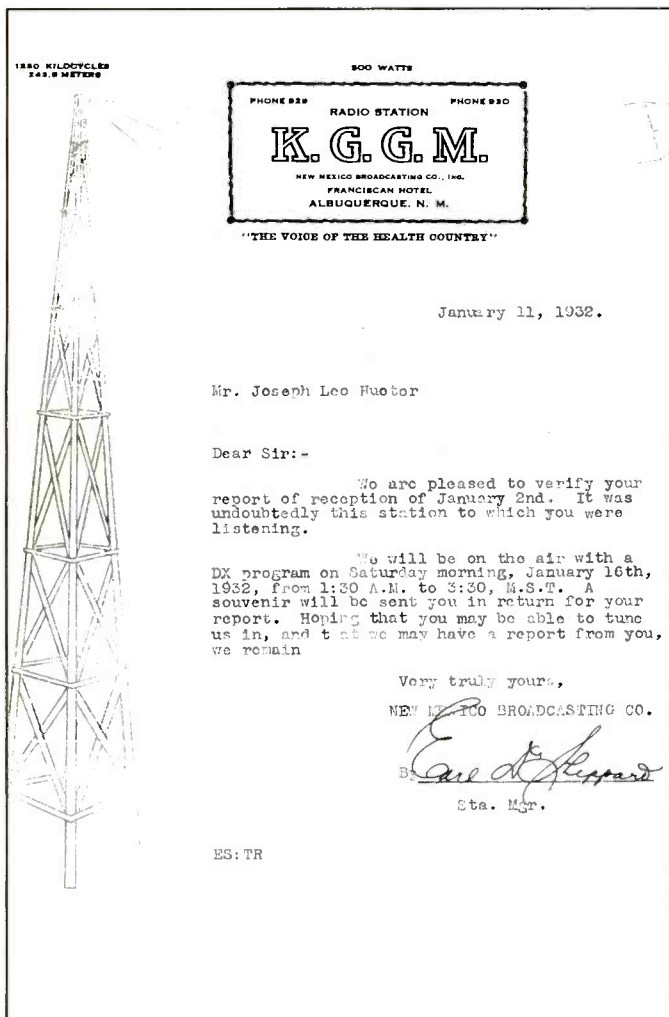 1230 KILOCYCLES
243.8 METERS
500 WATTS
PHONE 929 PHONE 930
RADIO STATION
K. G. G. M.
NEW MEXICO BROADCASTING CO., INC.
FRANCISCAN HOTEL
ALBUQUERQUE, N. M.
"THE VOICE OF THE HEALTH COUNTRY"
January 11, 1932.
Mr. Joseph Leo Huotor
Dear Sir:-
We are pleased to verify your
report of reception of January 2nd. It was
undoubtedly this station to which you were
listening.
We will be on the air with a
DX program on Saturday morning, January 16th,
1932, from 1:30 A.M. to 3:30, M.S.T. A
souvenir will be sent you in return for your
report. Hoping that you may be able to tune
us in, and that we may have a report from you,
we remain
Very truly yours,
NEW MEXICO BROADCASTING CO.
By Earl D. Sheppard
Sta. Mgr.
ES:TR